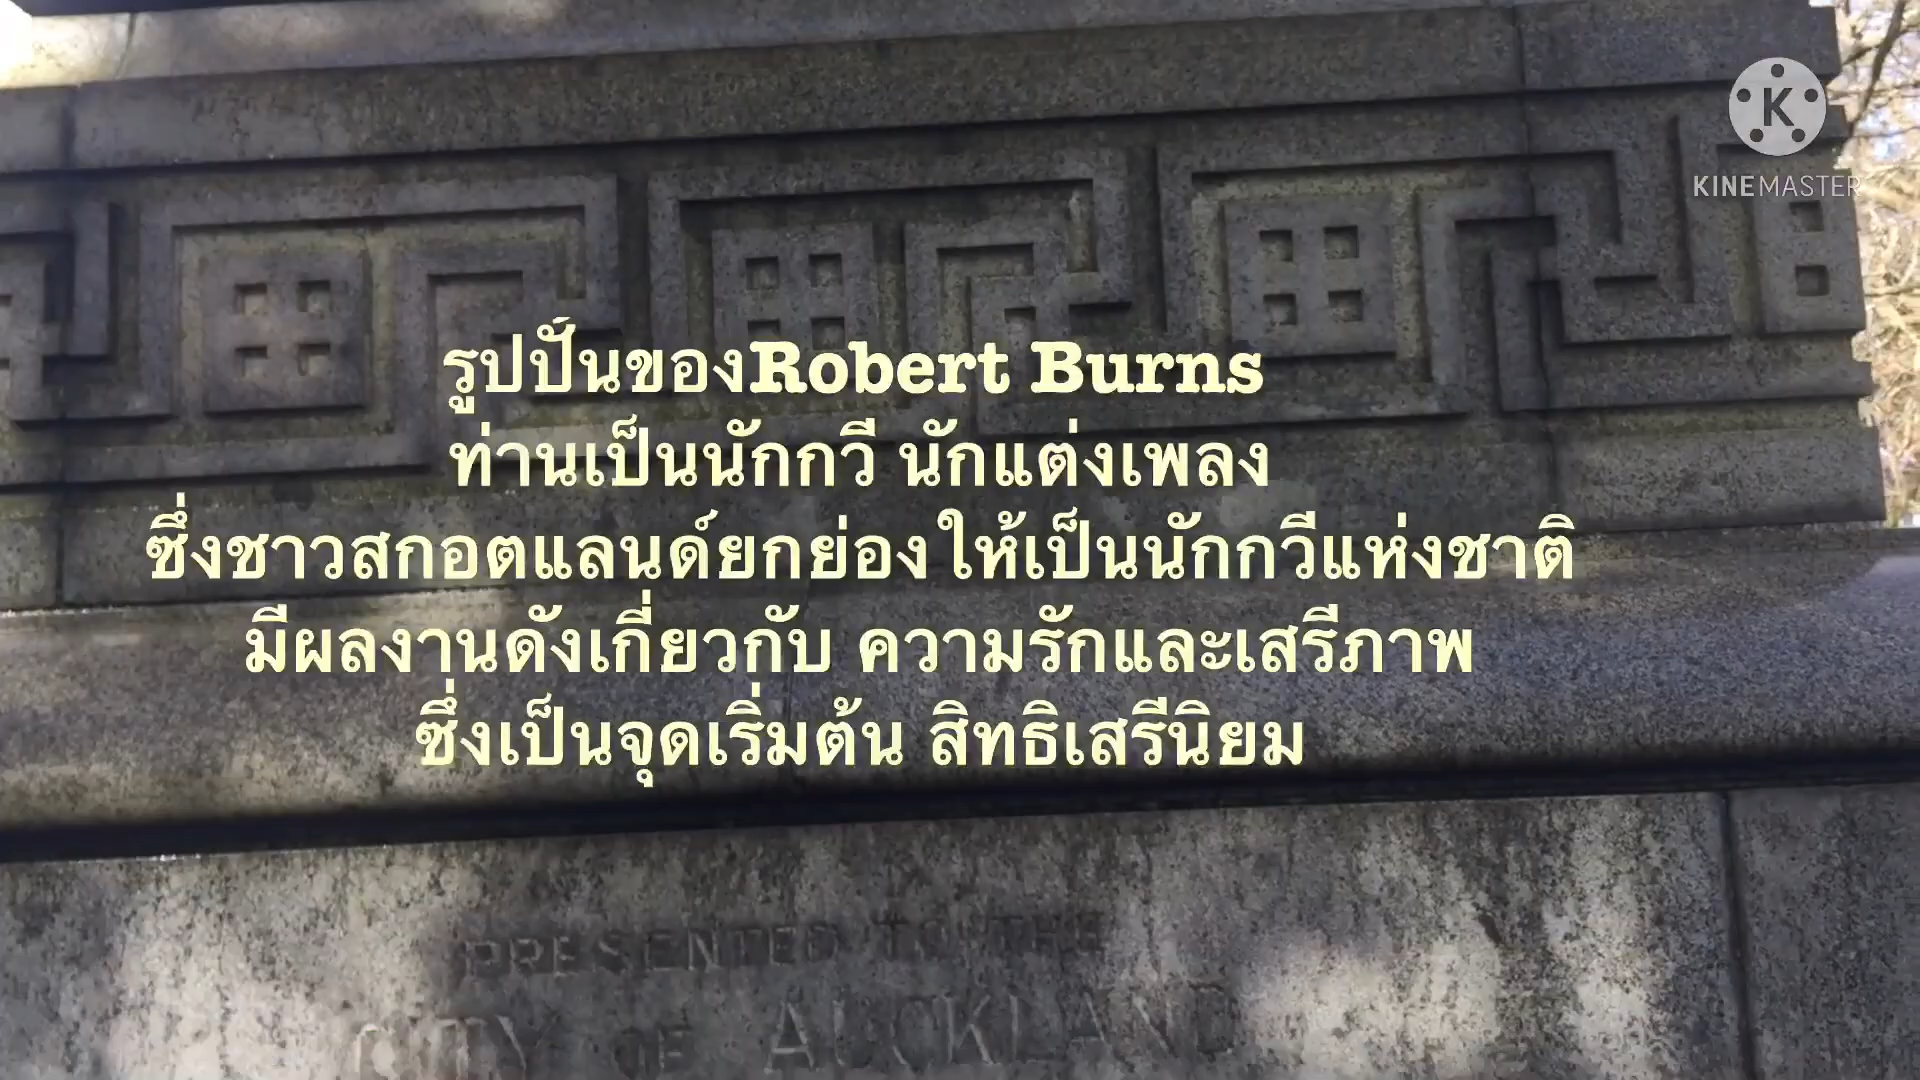 KINEMASTER
รูปปั้นของRobert Burns
ท่านเป็นนักกวี นักแต่งเพลง
ซึ่งชาวสกอตแลนด์ยกย่องให้เป็นนักกวีแห่งชาติ
มีผลงานดังเกี่ยวกับ ความรักและเสรีภาพ
ซึ่งเป็นจุดเริ่มต้น สิทธิเสรีนิยม
PRESENTED TO THE
CITY OF AUCKLAND